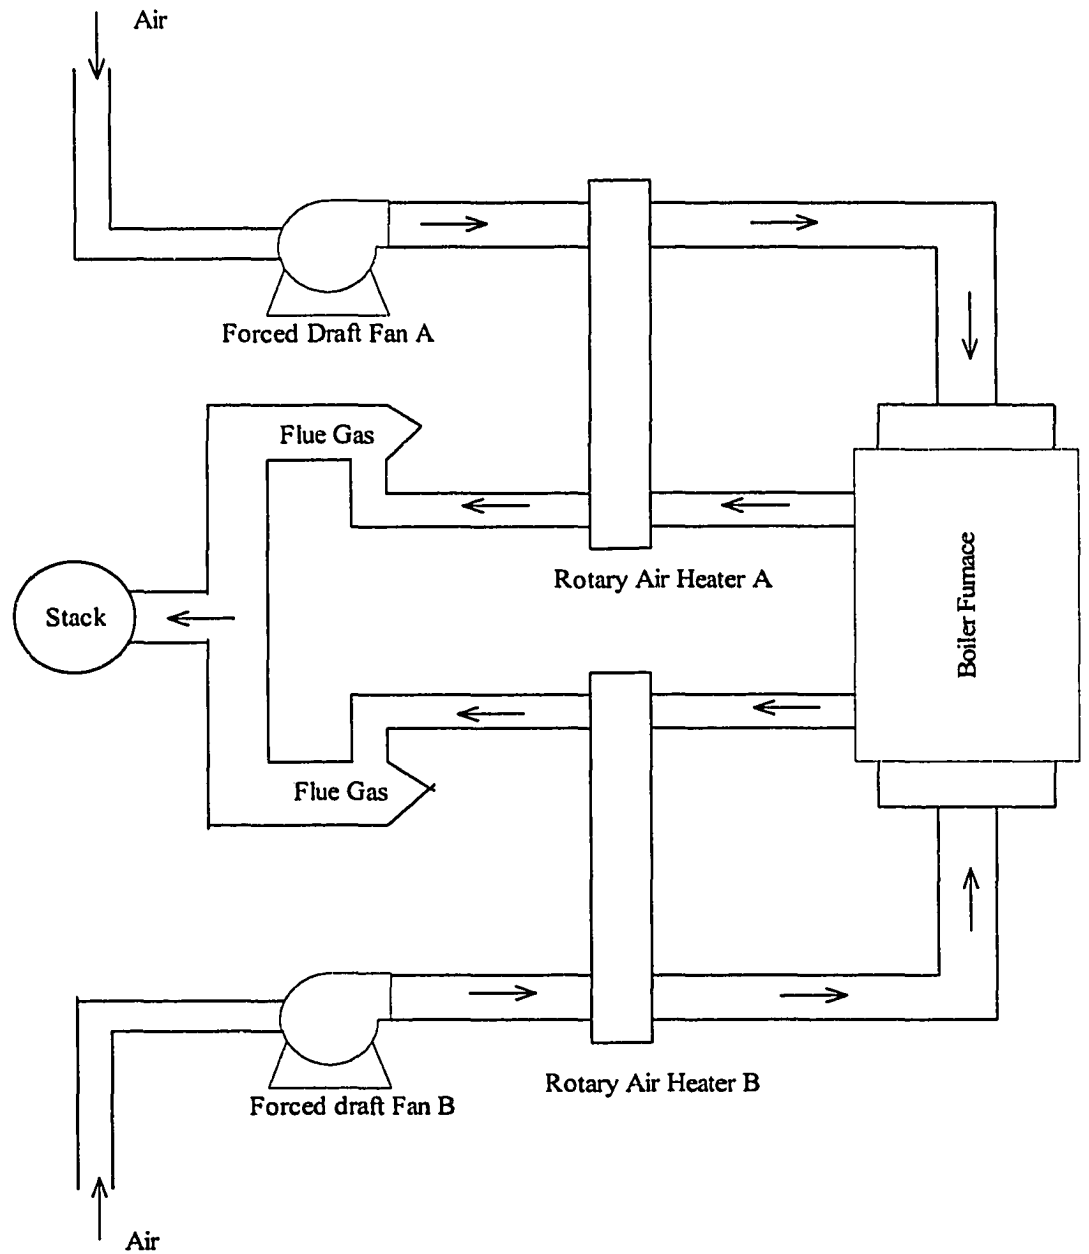 Air
Forced Draft Fan A
Flue Gas
Rotary Air Heater A
Stack
Boiler Furnace
Flue Gas
Rotary Air Heater B
Forced draft Fan B
Air